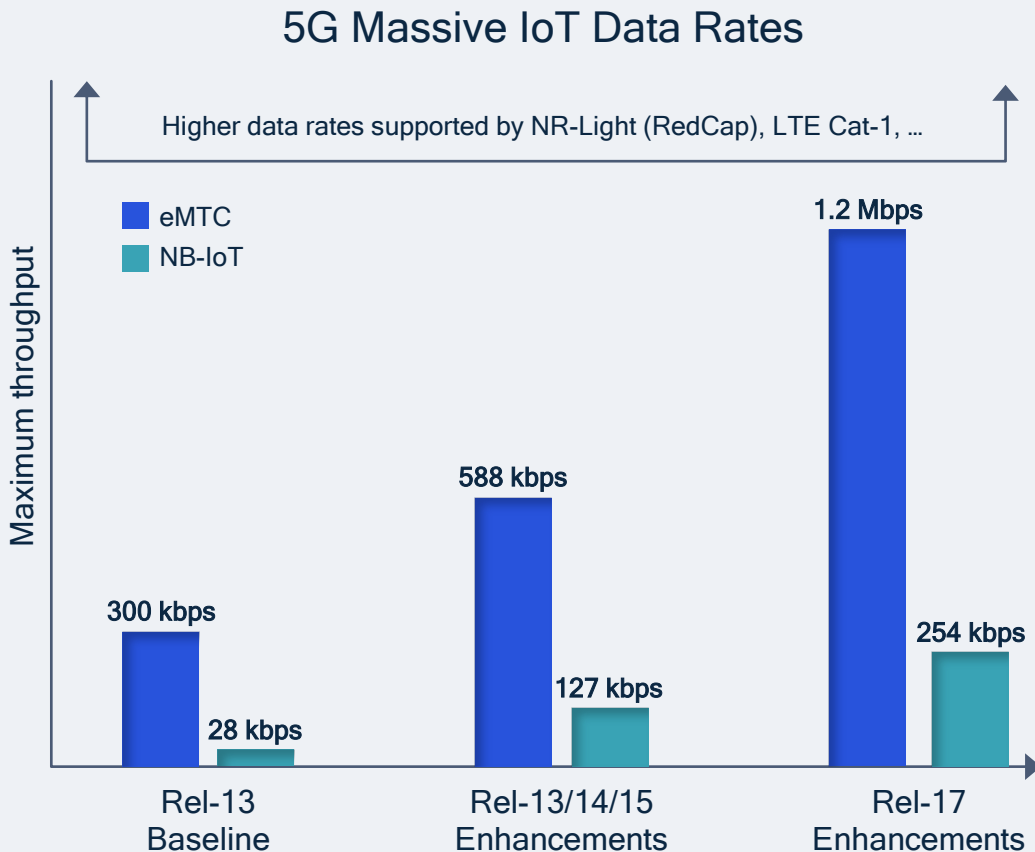 5G Massive IoT Data Rates
Higher data rates supported by NR-Light (RedCap), LTE Cat-1, ...
eMTC
NB-IoT
Maximum throughput
300 kbps
28 kbps
588 kbps
127 kbps
1.2 Mbps
254 kbps
Rel-13
Baseline
Rel-13/14/15
Enhancements
Rel-17
Enhancements